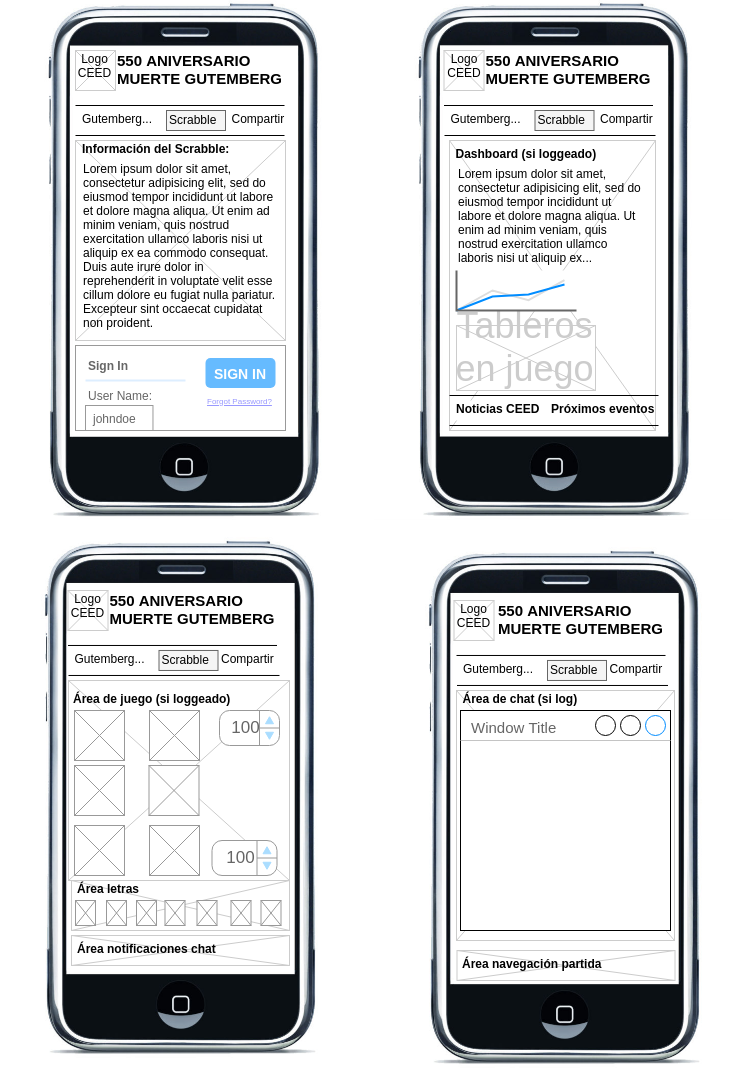 Logo
CEED
550 ANIVERSARIO
MUERTE GUTEMBERG
Gutemberg... Scrabble Compartir
Información del Scrabble:
Lorem ipsum dolor sit amet,
consectetur adipisicing elit, sed do
eiusmod tempor incididunt ut labore
et dolore magna aliqua. Ut enim ad
minim veniam, quis nostrud
exercitation ullamco laboris nisi ut
aliquip ex ea commodo consequat.
Duis aute irure dolor in
reprehenderit in voluptate velit esse
cillum dolore eu fugiat nulla pariatur.
Excepteur sint occaecat cupidatat
non proident.
Sign In
SIGN IN
User Name:
Forgot Password?
johndoe
Logo
CEED
550 ANIVERSARIO
MUERTE GUTEMBERG
Gutemberg... Scrabble Compartir
Dashboard (si loggeado)
Lorem ipsum dolor sit amet,
consectetur adipisicing elit, sed do
eiusmod tempor incididunt ut
labore et dolore magna aliqua. Ut
enim ad minim veniam, quis
nostrud exercitation ullamco
laboris nisi ut aliquip ex...
Tableros
en juego
Noticias CEED Próximos eventos
Logo
CEED
550 ANIVERSARIO
MUERTE GUTEMBERG
Gutemberg... Scrabble Compartir
Área de juego (si loggeado)
100
100
Área letras
Área notificaciones chat
Logo
CEED
550 ANIVERSARIO
MUERTE GUTEMBERG
Gutemberg... Scrabble Compartir
Área de chat (si log)
Window Title
Área navegación partida